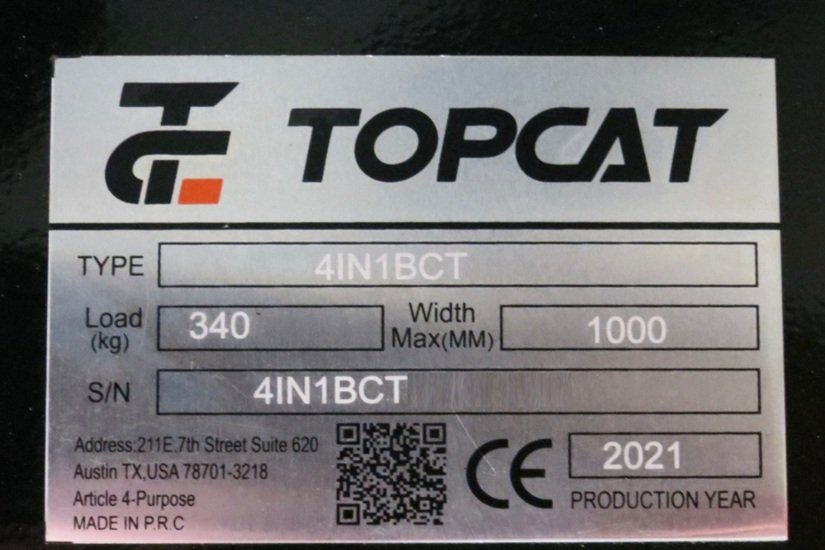 TOPCAT
TYPE 4IN1BCT
Load (kg) 340 Width Max(MM) 1000
S/N 4IN1BCT
Address:211E.7th Street Suite 620
Austin TX,USA 78701-3218
Article 4-Purpose
MADE IN P.R.C
CE
2021
PRODUCTION YEAR